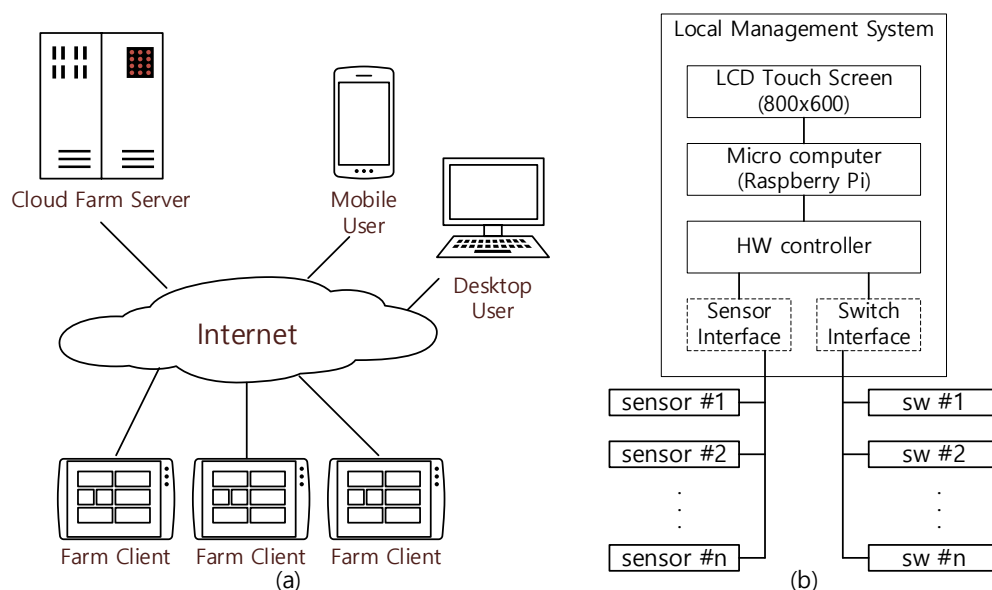 Cloud Farm Server
Mobile
User
Desktop
User
Internet
Farm Client
Farm Client
Farm Client
(a)
Local Management System
LCD Touch Screen
(800x600)
Micro computer
(Raspberry Pi)
HW controller
Sensor
Interface
Switch
Interface
sensor #1
sw #1
sensor #2
sw #2
sensor #n
sw #n
(b)